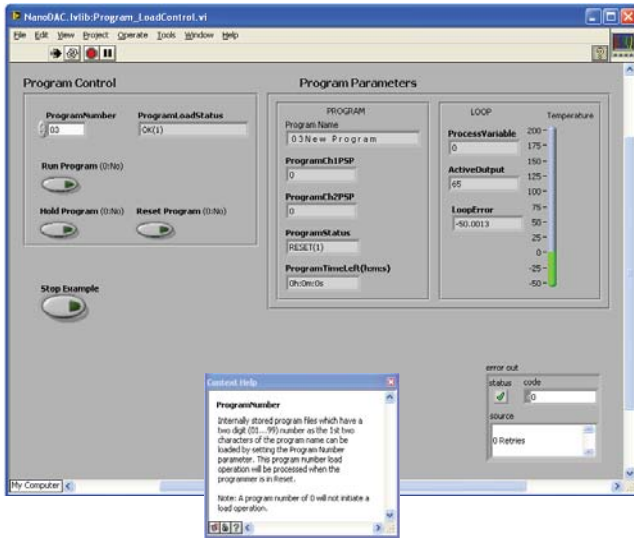 NanoDAC.lvlib:Program_LoadControl.vi
File Edit View Project Operate Tools Window Help
Program Control
ProgramNumber
03
ProgramLoadStatus
OK(1)
Run Program (0:No)
Hold Program (0:No)
Reset Program (0:No)
Stop Example
Program Parameters
PROGRAM
Program Name
03New Program
ProgramCh1PSP
0
ProgramCh2PSP
0
ProgramStatus
RESET(1)
ProgramTimeLeft(h:m:s)
0h:0m:0s
LOOP
ProcessVariable
0
ActiveOutput
65
LoopError
-50.0013
Temperature
200
175
150
125
100
75
50
25
0
-25
-50
error out
status code
0
source
0 Retries
Context Help
ProgramNumber
Internally stored program files which have a
two digit (01....99) number as the 1st two
characters of the program name can be
loaded by setting the Program Number
parameter. This program number load
operation will be processed when the
programmer is in Reset.
Note: A program number of 0 will not initiate a
load operation.
My Computer